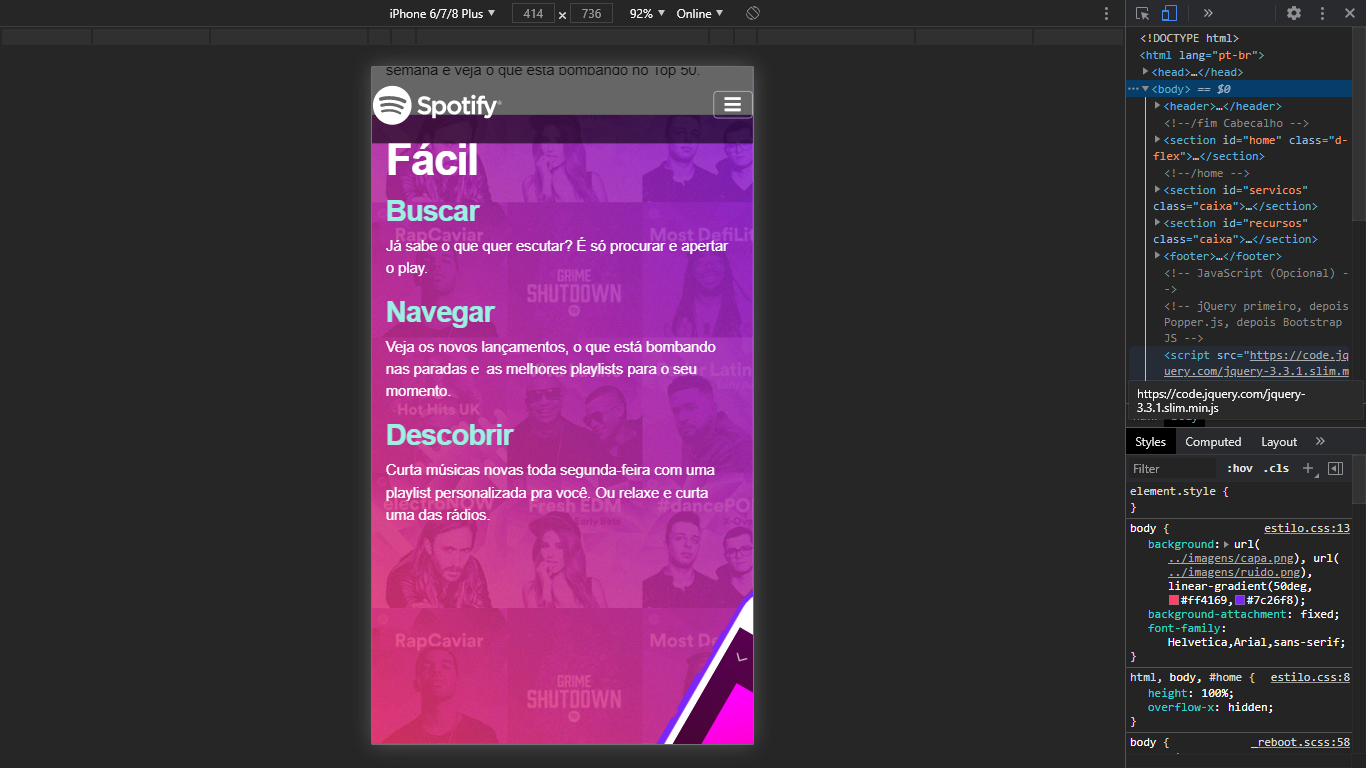 iPhone 6/7/8 Plus ▼ 414 x 736 92% ▼ Online ▼
semana e veja o que está bombando no Top 50.
Spotify
Fácil
Buscar
RapCaviar
Most DefiLit
Já sabe o que quer escutar? É só procurar e apertar
o play.
GRIME
SHUTDOWN
Navegar
Veja os novos lançamentos, o que está bombando
nas paradas e as melhores playlists para o seu
momento.
Hot Hits UK
Descobrir
Curta músicas novas toda segunda-feira com uma
playlist personalizada pra você. Ou relaxe e curta
uma das rádios.
electroNOW
Fresh EDM
#dancePO
RapCaviar
Most De
GRIME
SHUTDOWN
<!DOCTYPE html>
<html lang="pt-br">
<head>…</head>
<body> == $0
<header>…</header>
<!--/fim Cabecalho -->
<section id="home" class="d-
flex">…</section>
<!--/home -->
<section id="servicos"
class="caixa">…</section>
<section id="recursos"
class="caixa">…</section>
<footer>…</footer>
<!-- JavaScript (Opcional) -
->
<!-- jQuery primeiro, depois
Popper.js, depois Bootstrap
JS -->
<script src="https://code.jq
uery.com/jquery-3.3.1.slim.m
https://code.jquery.com/jquery-
3.3.1.slim.min.js
Styles Computed Layout
Filter :hov .cls
element.style {
}
body { estilo.css:13
background: url(
../imagens/capa.png), url(
../imagens/ruido.png),
linear-gradient(50deg,
#ff4169, #7c26f8);
background-attachment: fixed;
font-family:
Helvetica,Arial,sans-serif;
}
html, body, #home { estilo.css:8
height: 100%;
overflow-x: hidden;
}
body { _reboot.scss:58